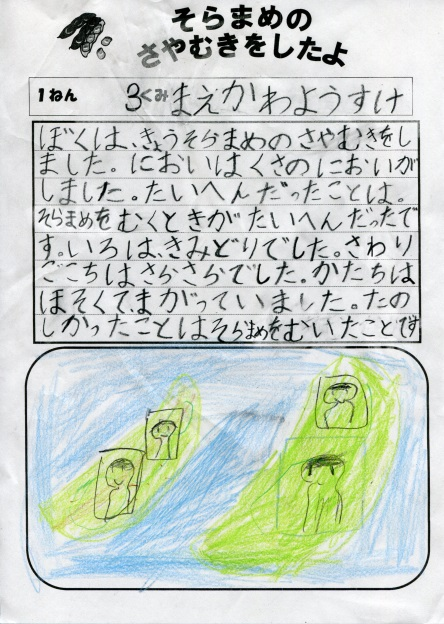 そらまめの
さやむきをしたよ
1ねん 3くみ まえかわようすけ
ぼくは、きょうそらまめのさやむきをし
ました。においはくさのにおいが
しました。たいへんだったことは。
そらまめをむくときがたいへんだったで
す。いろは、きみどりでした。さわり
ごこちはさらさらでした。かたちは
ほそくてまがっていました。たの
しかったことはそらまめをむいたことです